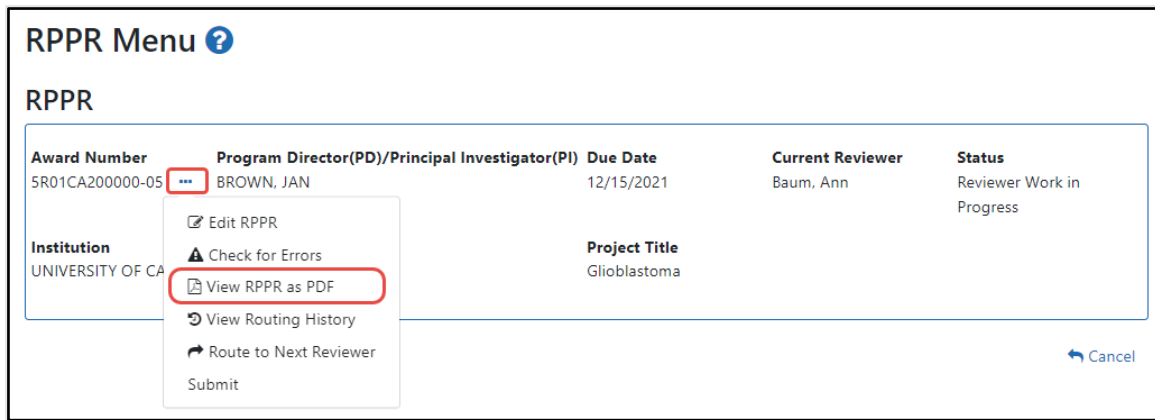 RPPR Menu ?
RPPR
Award Number Program Director(PD)/Principal Investigator(PI) Due Date Current Reviewer Status
5R01CA200000-05 ... BROWN, JAN 12/15/2021 Baum, Ann Reviewer Work in
Progress
Edit RPPR
Institution Project Title
Check for Errors
UNIVERSITY OF CA Glioblastoma
View RPPR as PDF
View Routing History
Route to Next Reviewer
Cancel
Submit